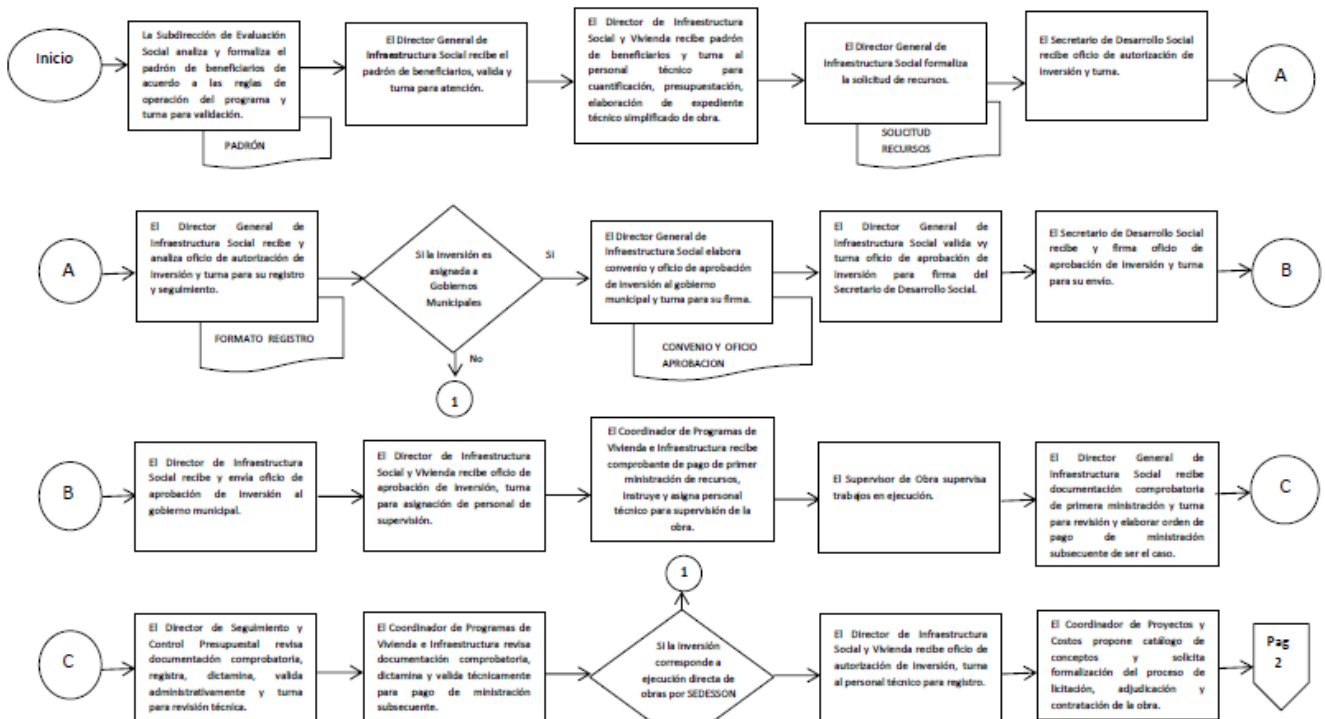 Inicio
La Subdirección de Evaluación
Social analiza y formaliza el
padrón de beneficiarios de
acuerdo a las reglas de
operación del programa y
turna para validación.
PADRÓN
El Director General de
Infraestructura Social recibe el
padrón de beneficiarios, valida y
turna para atención.
El Director de Infraestructura
Social y Vivienda recibe padrón
de beneficiarios y turna al
personal técnico para
cuantificación, presupuestación,
elaboración de expediente
técnico simplificado de obra.
El Director General de
Infraestructura Social formaliza
la solicitud de recursos.
SOLICITUD
RECURSOS
El Secretario de Desarrollo Social
recibe oficio de autorización de
inversión y turna.
A
A
El Director General de
Infraestructura Social recibe y
analiza oficio de autorización de
inversión y turna para su registro
y seguimiento.
FORMATO REGISTRO
Si la inversión es
asignada a
Gobiernos
Municipales
Si
No
1
El Director General de
Infraestructura Social elabora
convenio y oficio de aprobación
de inversión al gobierno
municipal y turna para su firma.
CONVENIO Y OFICIO
APROBACION
El Director General de
Infraestructura Social valida vy
turna oficio de aprobación de
inversión para firma del
Secretario de Desarrollo Social.
El Secretario de Desarrollo Social
recibe y firma oficio de
aprobación de inversión y turna
para su envío.
B
B
El Director de Infraestructura
Social recibe y envía oficio de
aprobación de inversión al
gobierno municipal.
El Director de Infraestructura
Social y Vivienda recibe oficio de
aprobación de inversión, turna
para asignación de personal de
supervisión.
El Coordinador de Programas de
Vivienda e Infraestructura recibe
comprobante de pago de primer
ministración de recursos,
instruye y asigna personal
técnico para supervisión de la
obra.
El Supervisor de Obra supervisa
trabajos en ejecución.
El Director General de
Infraestructura Social recibe
documentación comprobatoria
de primera ministración y turna
para revisión y elaborar orden de
pago de ministración
subsecuente de ser el caso.
C
C
El Director de Seguimiento y
Control Presupuestal revisa
documentación comprobatoria,
registra, dictamina, valida
administrativamente y turna
para revisión técnica.
El Coordinador de Programas de
Vivienda e Infraestructura revisa
documentación comprobatoria,
dictamina y valida técnicamente
para pago de ministración
subsecuente.
1
Si la inversión
corresponde a
ejecución directa de
obras por SEDESSON
El Director de Infraestructura
Social y Vivienda recibe oficio de
autorización de inversión, turna
al personal técnico para registro.
El Coordinador de Proyectos y
Costos propone catálogo de
conceptos y solicita
formalización del proceso de
licitación, adjudicación y
contratación de la obra.
Pag
2